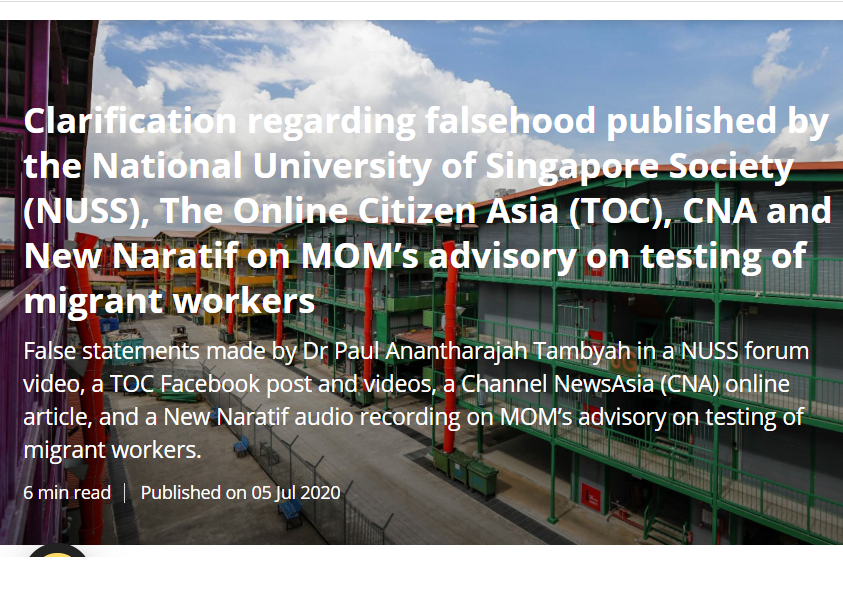 Clarification regarding falsehood published by
the National University of Singapore Society
(NUSS), The Online Citizen Asia (TOC), CNA and
New Naratif on MOM’s advisory on testing of
migrant workers
False statements made by Dr Paul Anantharajah Tambyah in a NUSS forum
video, a TOC Facebook post and videos, a Channel NewsAsia (CNA) online
article, and a New Naratif audio recording on MOM’s advisory on testing of
migrant workers.
6 min read | Published on 05 Jul 2020